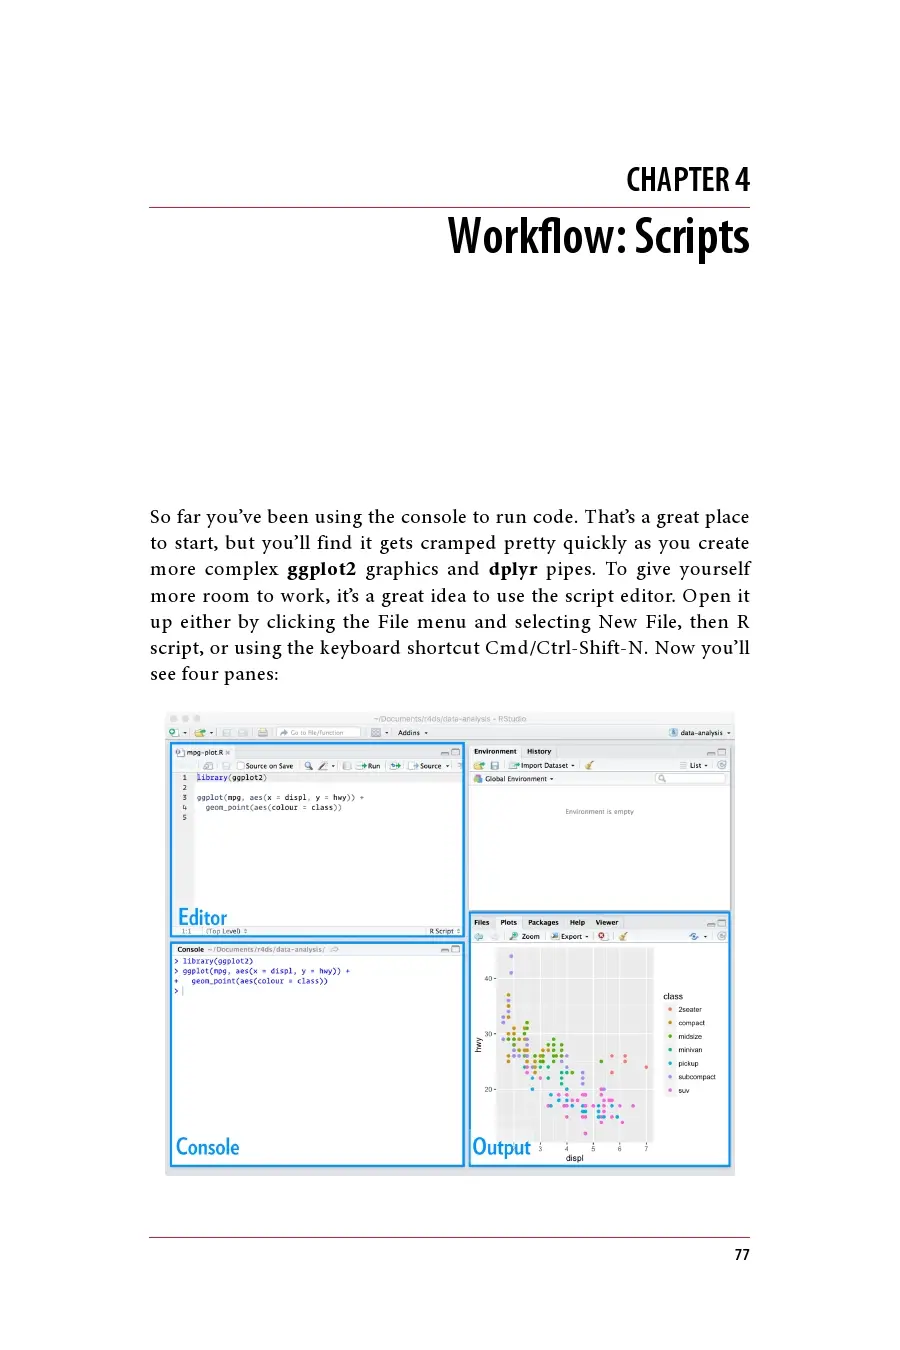 CHAPTER 4
Workflow: Scripts
So far you’ve been using the console to run code. That’s a great place
to start, but you’ll find it gets cramped pretty quickly as you create
more complex ggplot2 graphics and dplyr pipes. To give yourself
more room to work, it’s a great idea to use the script editor. Open it
up either by clicking the File menu and selecting New File, then R
script, or using the keyboard shortcut Cmd/Ctrl-Shift-N. Now you’ll
see four panes:
~/Documents/r4ds/data-analysis - RStudio
Go to file/function Addins data-analysis
mpg-plot.R
Source on Save Run Source
1 library(ggplot2)
2
3 ggplot(mpg, aes(x = displ, y = hwy)) +
4 geom_point(aes(colour = class))
5
Editor
1:1 (Top Level) R Script
Console ~/Documents/r4ds/data-analysis/
> library(ggplot2)
> ggplot(mpg, aes(x = displ, y = hwy)) +
+ geom_point(aes(colour = class))
>
Console
Environment History
Import Dataset List
Global Environment
Environment is empty
Files Plots Packages Help Viewer
Zoom Export
40
30
20
hwy
3 4 5 6 7
displ
class
2seater
compact
midsize
minivan
pickup
subcompact
suv
Output
77